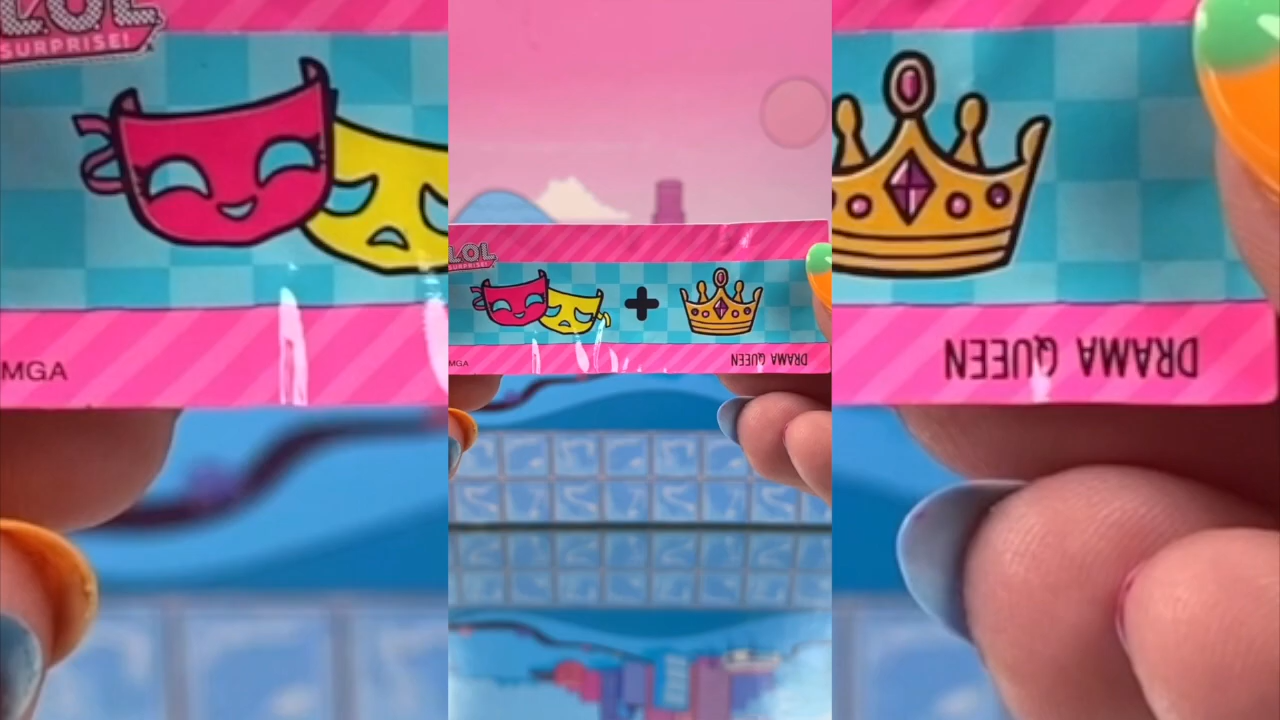 L.O.L.
SURPRISE!
MGA
DRAMA QUEEN
L.O.L.
SURPRISE!
MGA
DRAMA QUEEN